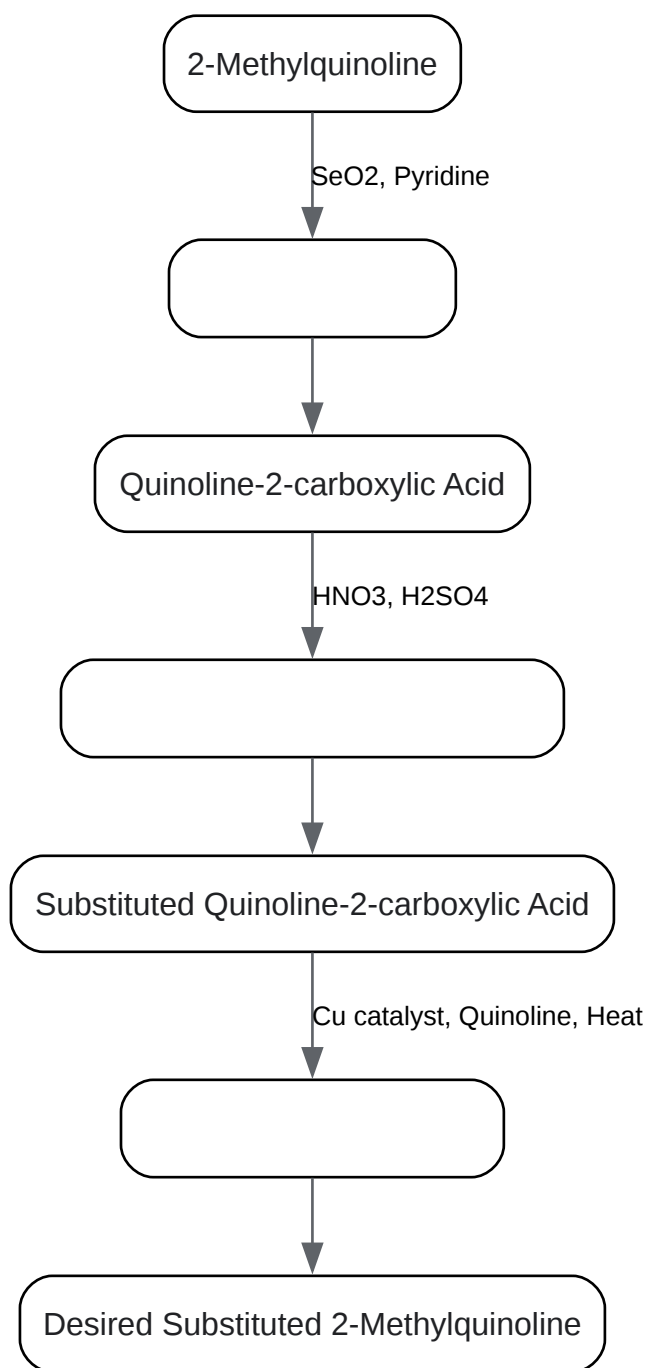 2-Methylquinoline
SeO2, Pyridine
Quinoline-2-carboxylic Acid
HNO3, H2SO4
Substituted Quinoline-2-carboxylic Acid
Cu catalyst, Quinoline, Heat
Desired Substituted 2-Methylquinoline